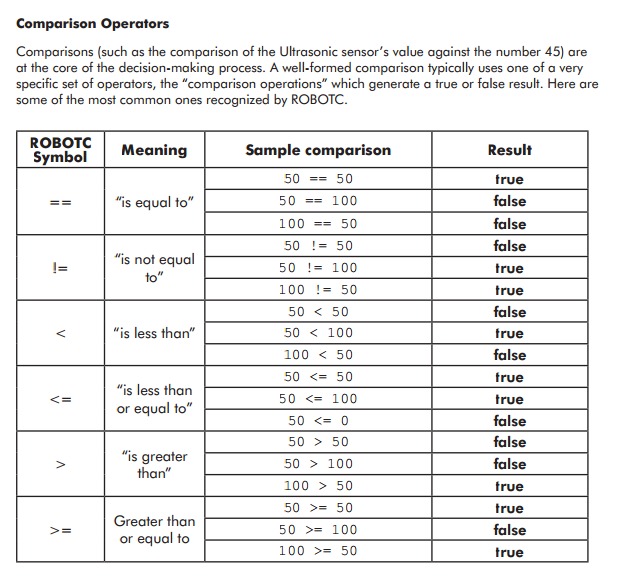 Comparison Operators
Comparisons (such as the comparison of the Ultrasonic sensor's value against the number 45) are
at the core of the decision-making process. A well-formed comparison typically uses one of a very
specific set of operators, the "comparison operations" which generate a true or false result. Here are
some of the most common ones recognized by ROBOTC.
ROBOTC Symbol Meaning Sample comparison Result
== "is equal to" 50 == 50 true
50 == 100 false
100 == 50 false
!= "is not equal to" 50 != 50 false
50 != 100 true
100 != 50 true
< "is less than" 50 < 50 false
50 < 100 true
100 < 50 false
<= "is less than or equal to" 50 <= 50 true
50 <= 100 true
50 <= 0 false
> "is greater than" 50 > 50 false
50 > 100 false
100 > 50 true
>= Greater than or equal to 50 >= 50 true
50 >= 100 false
100 >= 50 true